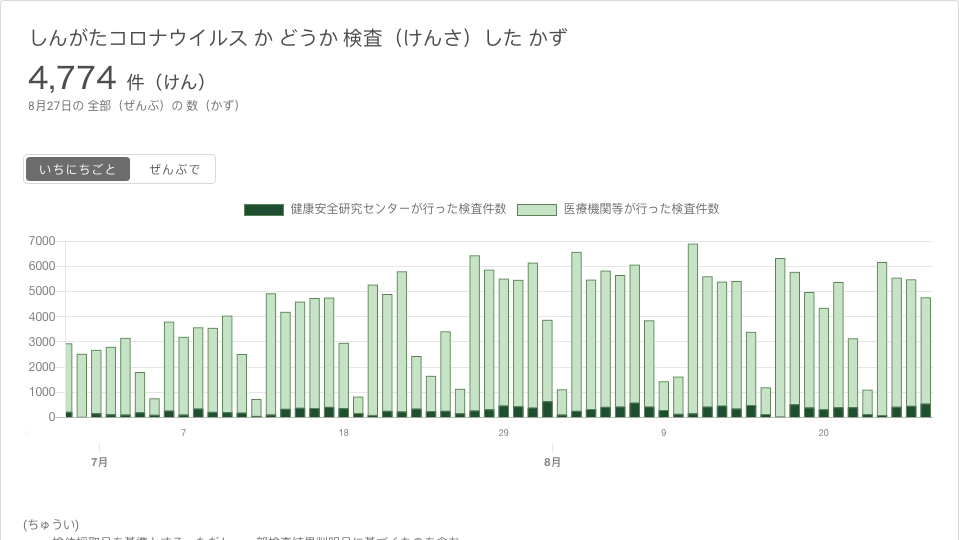 しんがたコロナウイルス か どうか 検査（けんさ）した かず
4,774 件（けん）
8月27日の 全部（ぜんぶ）の 数（かず）
いちにちごと ぜんぶで
健康安全研究センターが行った検査件数 医療機関等が行った検査件数
7000
6000
5000
4000
3000
2000
1000
0
7 18 29 9 20
7月 8月
(ちゅうい)